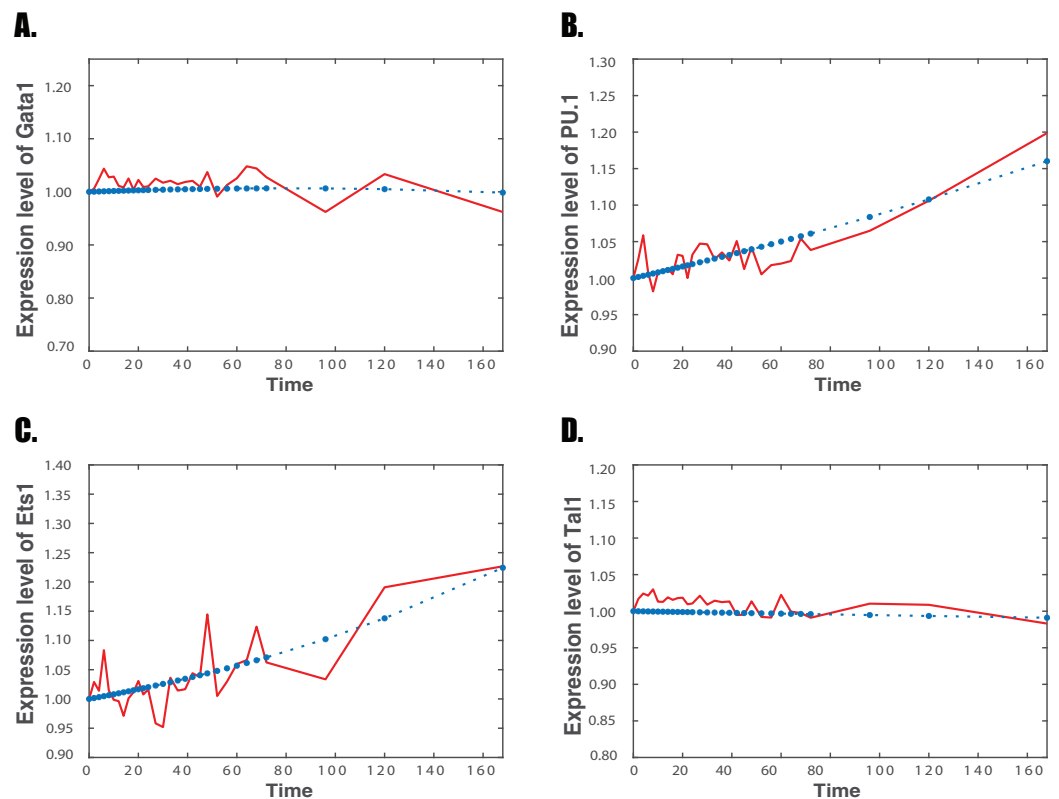 A.
Expression level of Gata1
1.20
1.10
1.00
0.90
0.80
0.70
0 20 40 60 80 100 120 140 160
Time
B.
Expression level of PU.1
1.30
1.25
1.20
1.15
1.10
1.05
1.00
0.95
0.90
0 20 40 60 80 100 120 140 160
Time
C.
Expression level of Ets1
1.40
1.35
1.30
1.25
1.20
1.15
1.10
1.05
1.00
0.95
0.90
0 20 40 60 80 100 120 140 160
Time
D.
Expression level of Tal1
1.20
1.15
1.10
1.05
1.00
0.95
0.90
0.85
0.80
0 20 40 60 80 100 120 140 160
Time